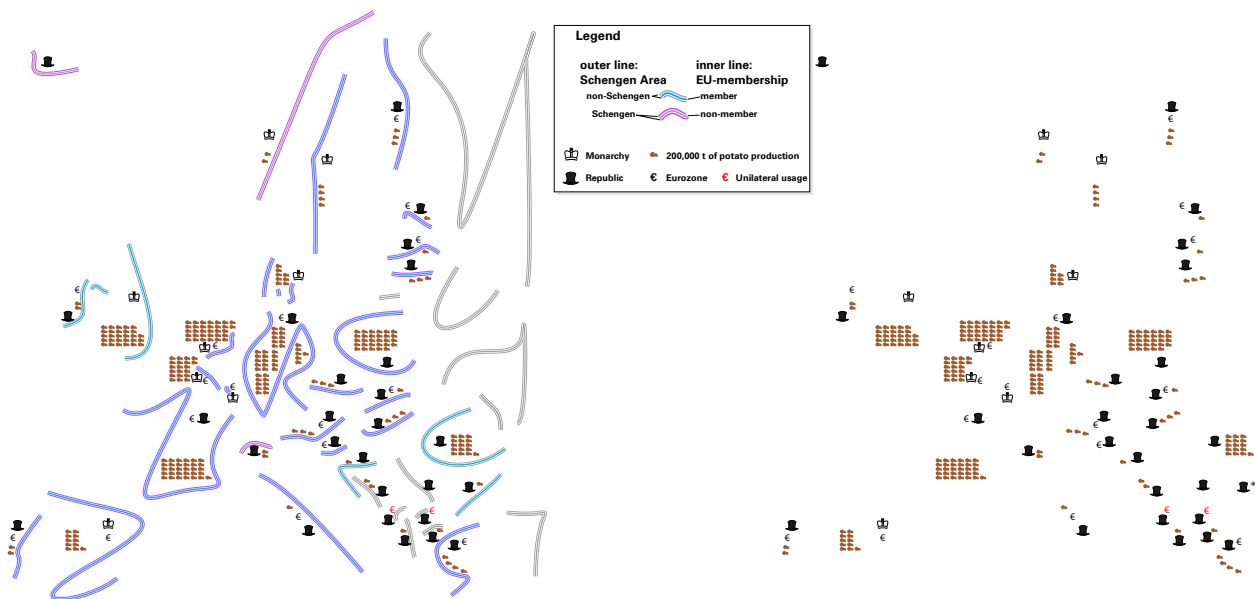 Legend
outer line: inner line:
Schengen Area EU-membership
non-Schengen member
Schengen non-member
Monarchy 200,000 t of potato production
Republic € Eurozone € Unilateral usage